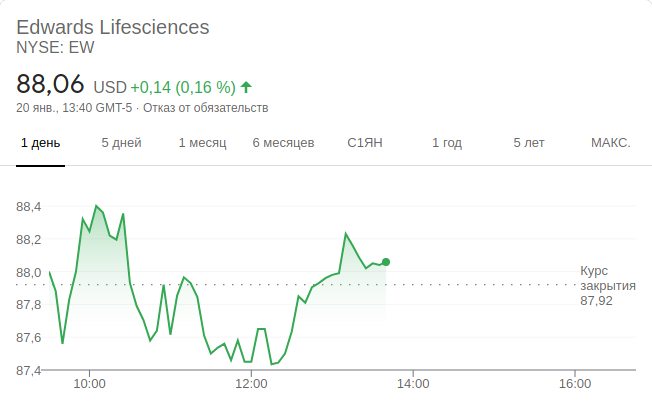 Edwards Lifesciences
NYSE: EW
88,06 USD +0,14 (0,16 %)
20 янв., 13:40 GMT-5 · Отказ от обязательств
1 день 5 дней 1 месяц 6 месяцев С1ЯН 1 год 5 лет МАКС.
88,4
88,2
88,0
87,8
87,6
87,4
Курс
закрытия
87,92
10:00 12:00 14:00 16:00